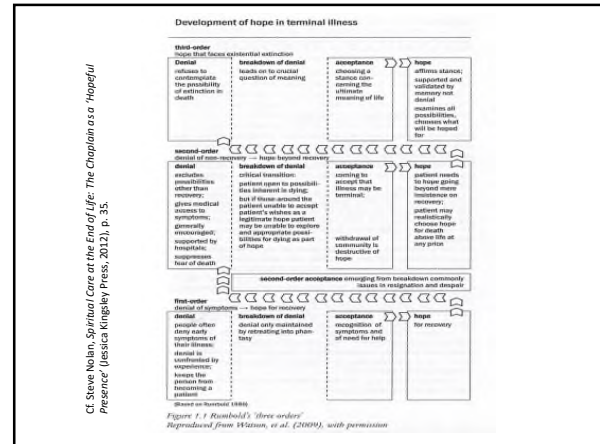 Cf. Steve Nolan, Spiritual Care at the End of Life: The Chaplain as a 'Hopeful
Presence' (Jessica Kingsley Press, 2012), p. 35.
Development of hope in terminal illness
third-order
hope that faces existential extinction
Denial
refuses to
contemplate
the possibility
of extinction in
death
breakdown of denial
leads on to crucial
question of meaning
acceptance
choosing a
stance con-
cerning the
ultimate
meaning of life
hope
affirms stance;
supported and
validated by
memory not
denial
examines all
possibilities,
chooses what
will be hoped
for
second-order
denial of non-recovery → hope beyond recovery
denial
excludes
possibilities
other than
recovery;
gives medical
access to
symptoms;
generally
encouraged;
supported by
hospitals;
suppresses
fear of death
breakdown of denial
critical transition:
patient open to possibili-
ties inherent in dying;
but if those around the
patient unable to accept
patient's wishes as a
legitimate hope patient
may be unable to explore
and appropriate possi-
bilities for dying as part
of hope
acceptance
coming to
accept that
illness may be
terminal;
withdrawal of
community is
destructive of
hope
hope
patient needs
to hope going
beyond mere
insistence on
recovery;
patient may
realistically
choose hope
for death
above life at
any price
second-order acceptance emerging from breakdown commonly
issues in resignation and despair
first-order
denial of symptoms → hope for recovery
denial
people often
deny early
symptoms of
their illness;
denial is
confronted by
experience;
keeps the
person from
becoming a
patient
breakdown of denial
denial only maintained
by retreating into phan-
tasy
acceptance
recognition of
symptoms and
of need for help
hope
for recovery
(Based on Rumbold 1986).
Figure 1.1 Rumbold's 'three orders'
Reproduced from Watson, et al. (2009), with permission